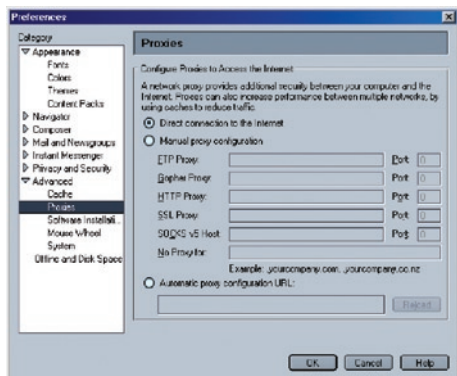 Preferences
Category
Appearance
Fonts
Colors
Themes
Content Packs
Navigator
Composer
Mail and Newsgroups
Instant Messenger
Privacy and Security
Advanced
Cache
Proxies
Software Installati..
Mouse Wheel
System
Offline and Disk Space
Proxies
Configure Proxies to Access the Internet
A network proxy provides additional security between your computer and the
Internet. Proxies can also increase performance between multiple networks, by
using caches to reduce traffic.
Direct connection to the Internet
Manual proxy configuration
FTP Proxy: Port: 0
Gopher Proxy: Port: 0
HTTP Proxy: Port: 0
SSL Proxy: Port: 0
SOCKS v5 Host: Port: 0
No Proxy for:
Example: .yourcompany.com, .yourcompany.co.nz
Automatic proxy configuration URL:
Reload
OK Cancel Help